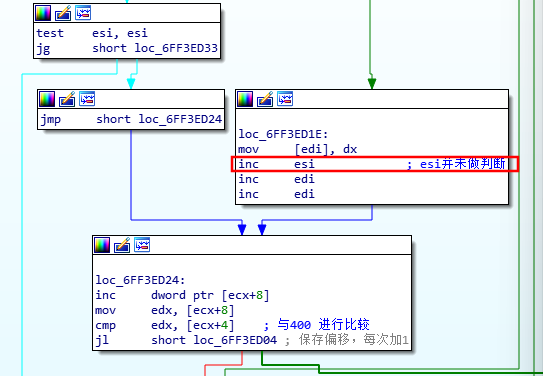 test    esi, esi
jg      short loc_6FF3ED33
jmp     short loc_6FF3ED24
loc_6FF3ED1E:
mov     [edi], dx
inc     esi             ; esi并未做判断
inc     edi
inc     edi
loc_6FF3ED24:
inc     dword ptr [ecx+8]
mov     edx, [ecx+8]
cmp     edx, [ecx+4]    ; 与400 进行比较
jl      short loc_6FF3ED04 ; 保存偏移，每次加1